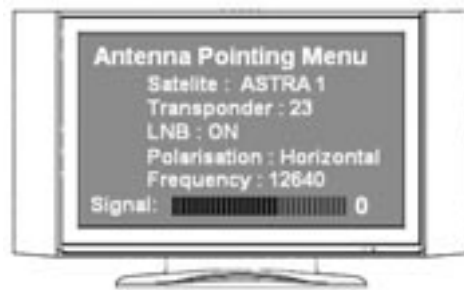 Antenna Pointing Menu
Satelite : ASTRA 1
Transponder : 23
LNB : ON
Polarisation : Horizontal
Frequency : 12640
Signal: 0